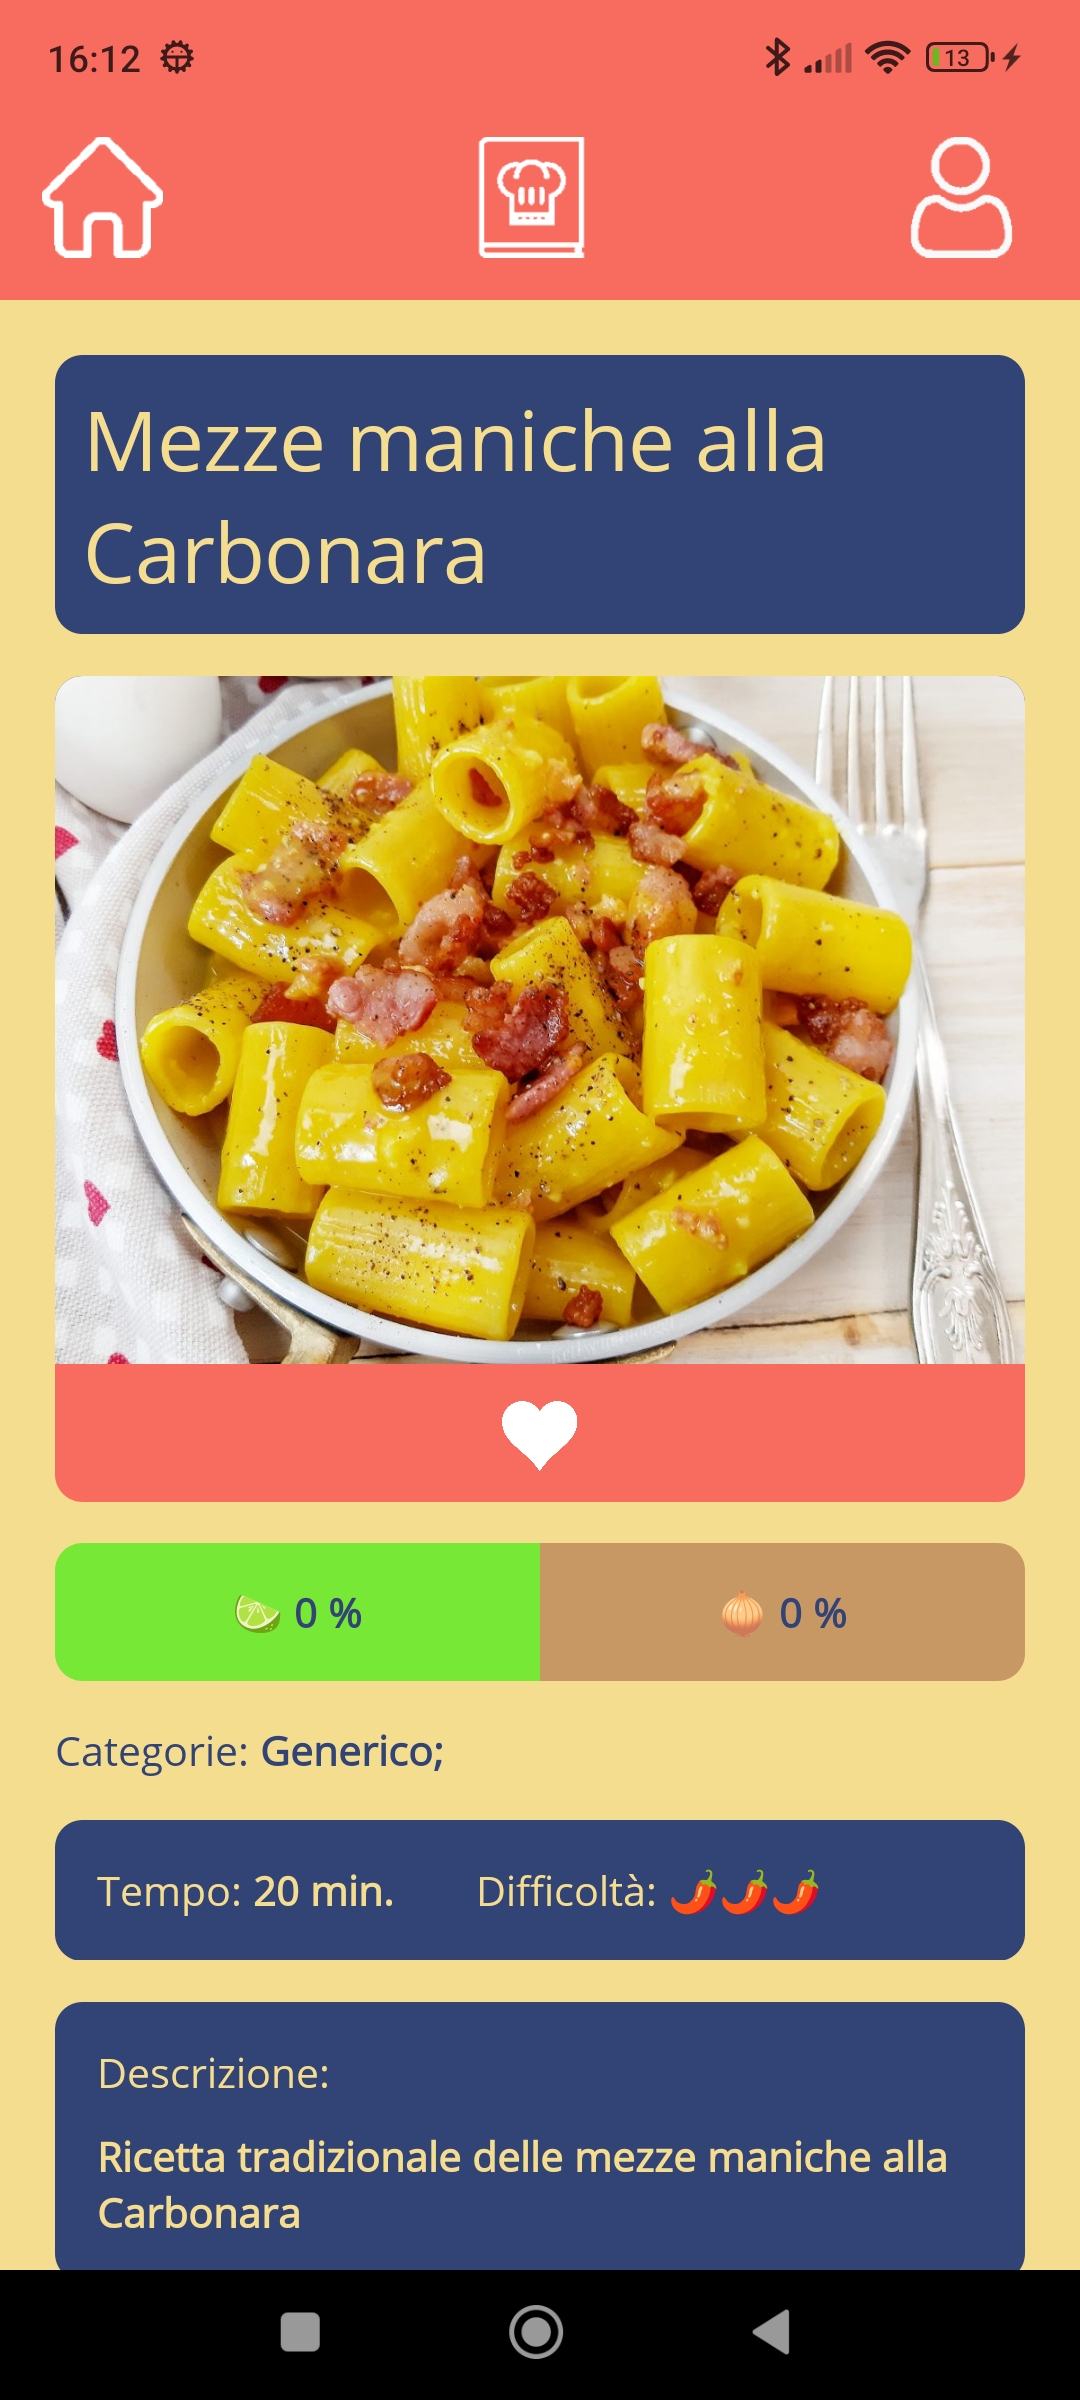 16:12
13
Mezze maniche alla
Carbonara
0 %
0 %
Categorie: Generico;
Tempo: 20 min.
Difficoltà:
Descrizione:
Ricetta tradizionale delle mezze maniche alla
Carbonara